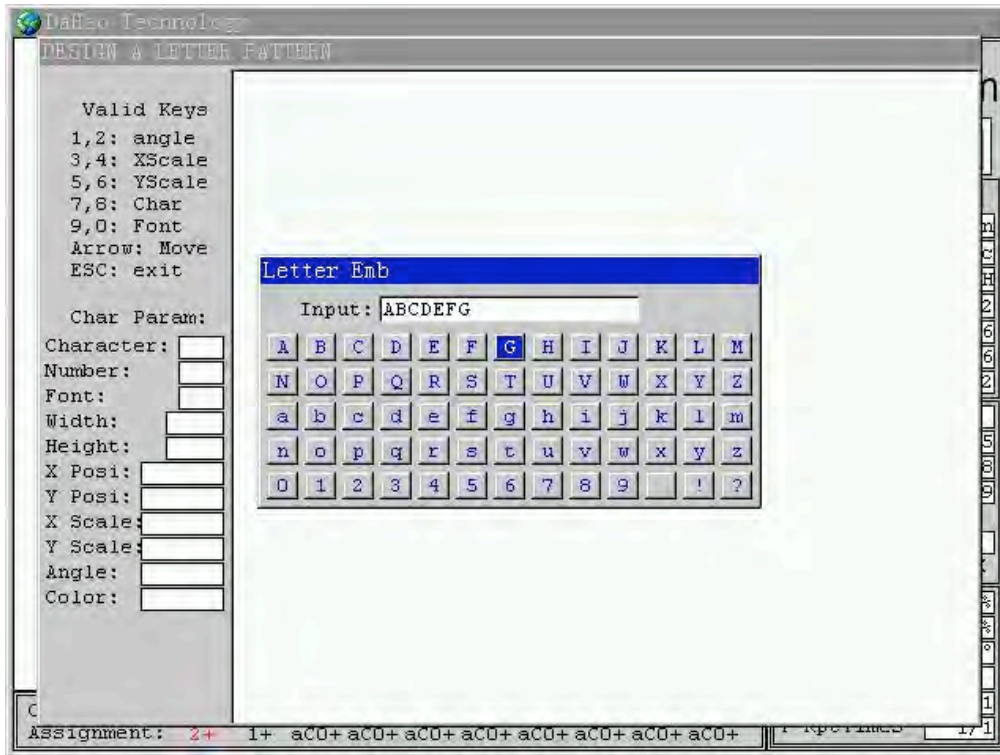 DaHao Technology
DESIGN A LETTER PATTERN
Valid Keys
1,2: angle
3,4: XScale
5,6: YScale
7,8: Char
9,0: Font
Arrow: Move
ESC: exit
Char Param:
Character:
Number:
Font:
Width:
Height:
X Posi:
Y Posi:
X Scale:
Y Scale:
Angle:
Color:
Letter Emb
Input: ABCDEFG
A B C D E F G H I J K L M
N O P Q R S T U V W X Y Z
a b c d e f g h i j k l m
n o p q r s t u v w x y z
0 1 2 3 4 5 6 7 8 9 ! ?
Assignment: 2+ 1+ aC0+aC0+aC0+aC0+aC0+aC0+aC0+aC0+
1/1